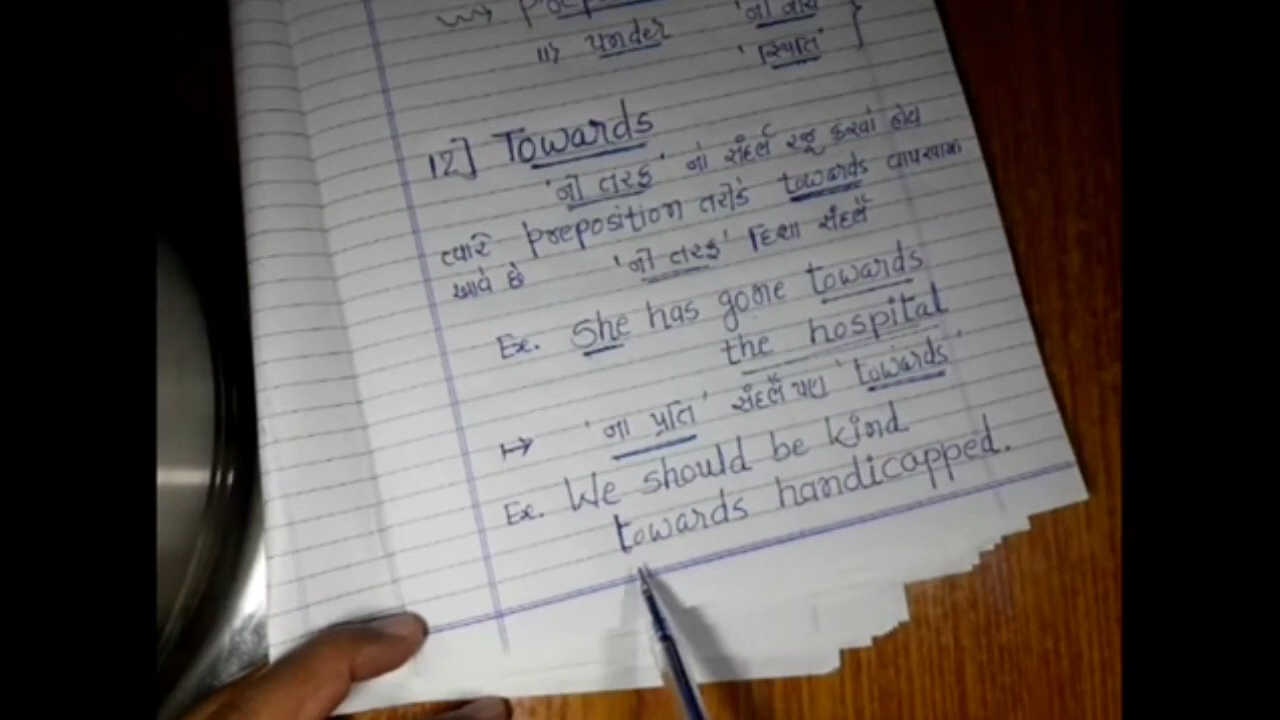 ⇒ under 'ની નીચે'
'સ્થિતિ' }
12] Towards
'ની તરફ' નો સંદર્ભ રજૂ કરવાં હોય
ત્યારે preposition તરીકે towards વાપરવામાં
આવે છે 'ની તરફ' દિશા સંદર્ભે
Ex. She has gone towards
the hospital
↦ 'ના પ્રતિ' સંદર્ભે પણ 'towards'
Ex. We should be kind
towards handicapped.